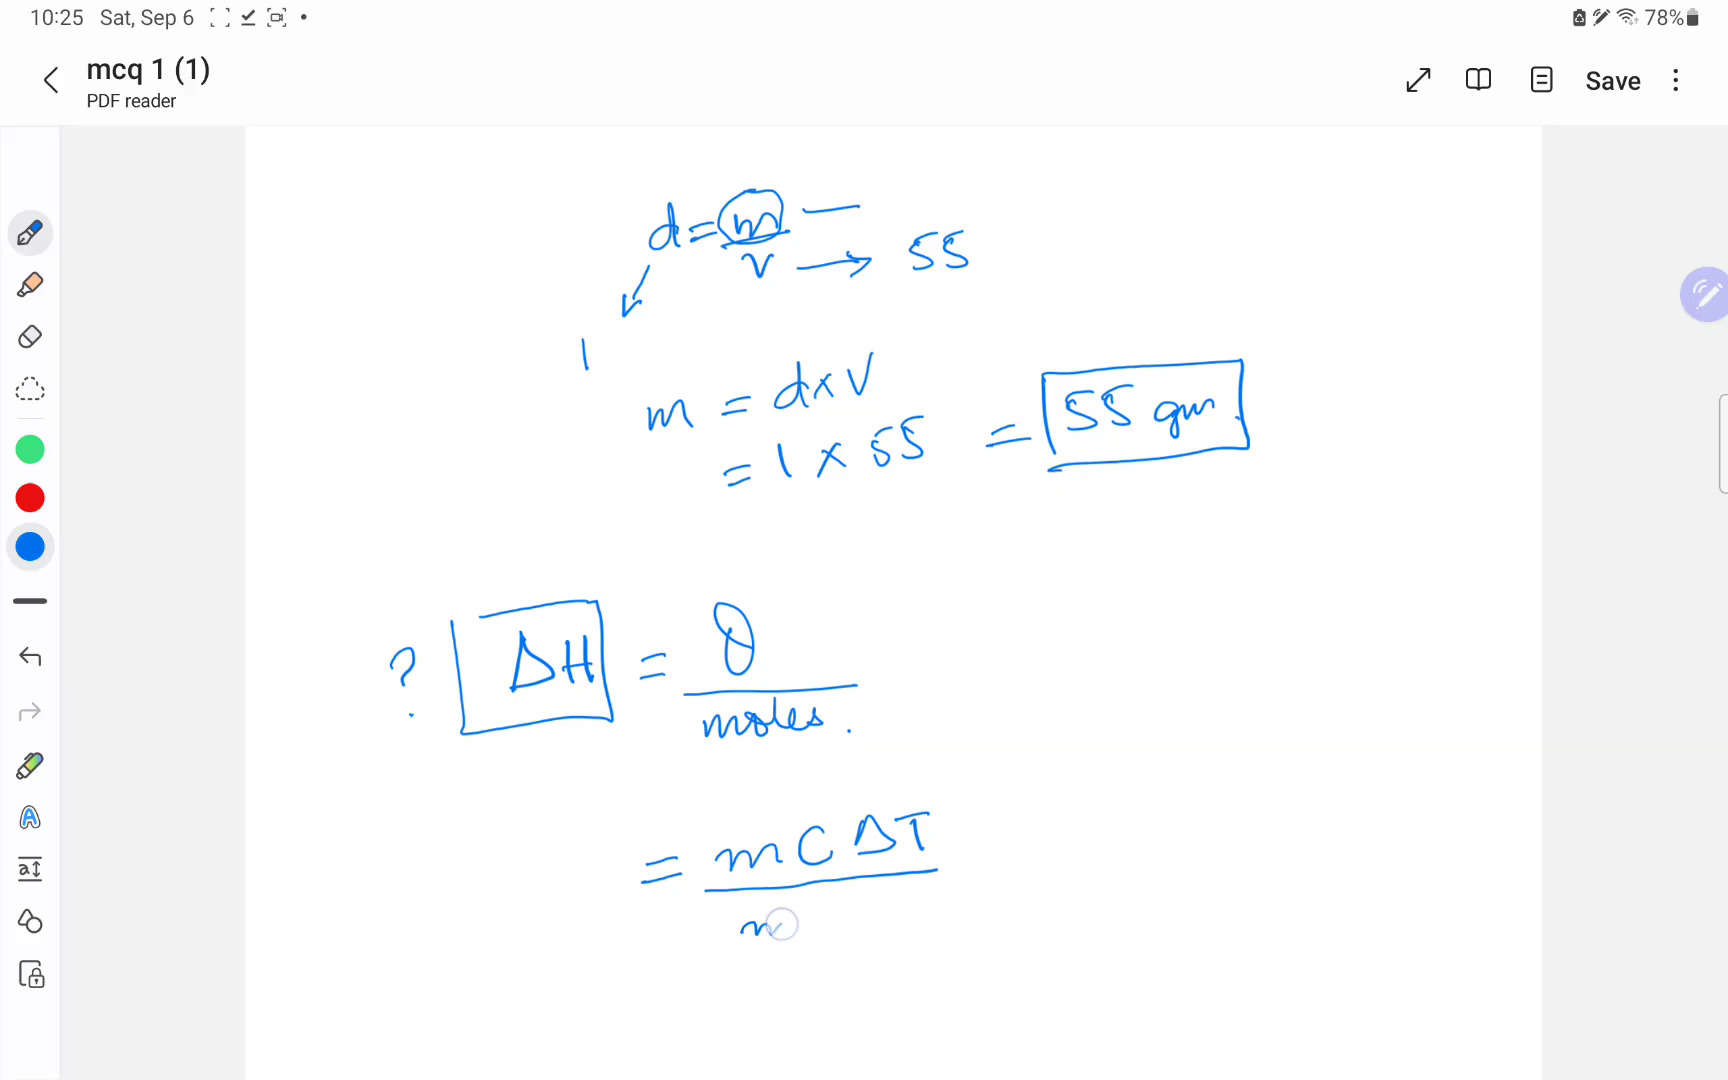 10:25 Sat, Sep 6
78%
mcq 1 (1)
PDF reader
Save
d = m
v → 55
1
m = d x V
= 1 x 55 = 55 gm
? ΔH = Q
moles.
= m C ΔT